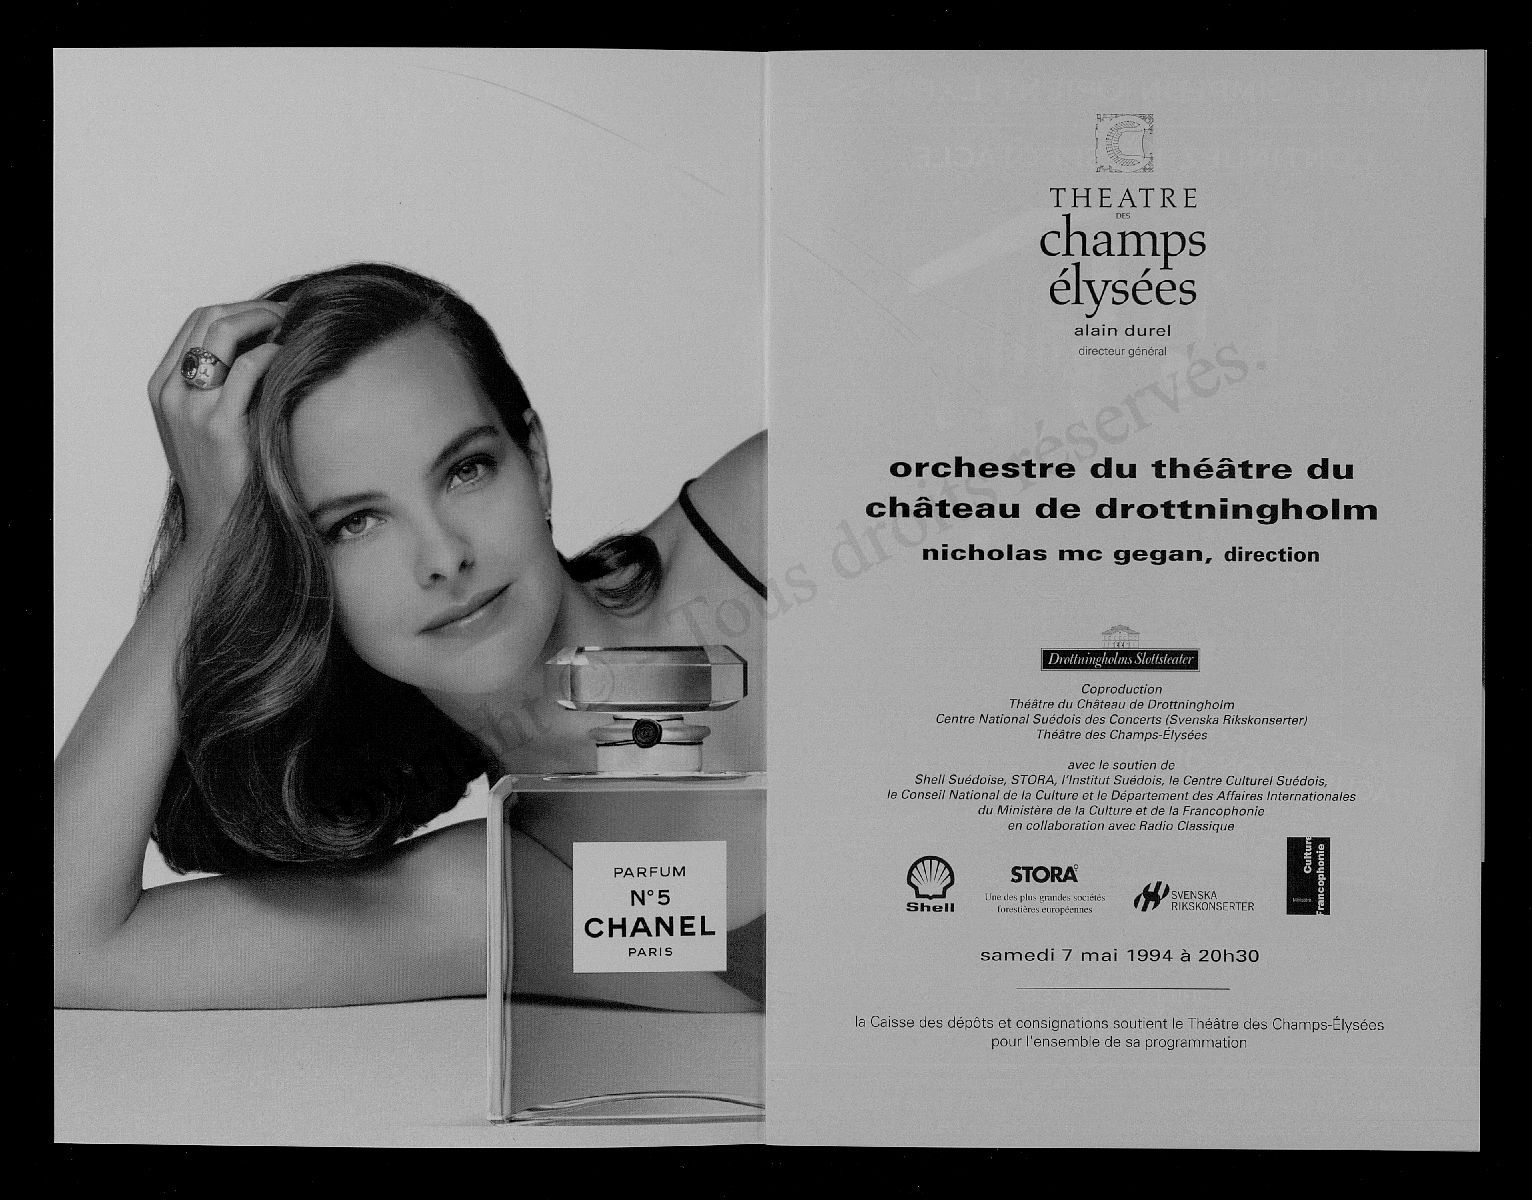 PARFUM
N°5
CHANEL
PARIS
THEATRE
DES
champs
élysées
alain durel
directeur général
orchestre du théâtre du
château de drottningholm
nicholas mc gegan, direction
Drottningholms Slottsteater
Coproduction
Théâtre du Château de Drottningholm
Centre National Suédois des Concerts (Svenska Rikskonserter)
Théâtre des Champs-Élysées
avec le soutien de
Shell Suédoise, STORA, l'Institut Suédois, le Centre Culturel Suédois,
le Conseil National de la Culture et le Département des Affaires Internationales
du Ministère de la Culture et de la Francophonie
en collaboration avec Radio Classique
Shell
STORA
Une des plus grandes sociétés
forestières européennes
SVENSKA
RIKSKONSERTER
Ministère
Culture
Francophonie
samedi 7 mai 1994 à 20h30
la Caisse des dépôts et consignations soutient le Théâtre des Champs-Élysées
pour l'ensemble de sa programmation
© Tous droits réservés.